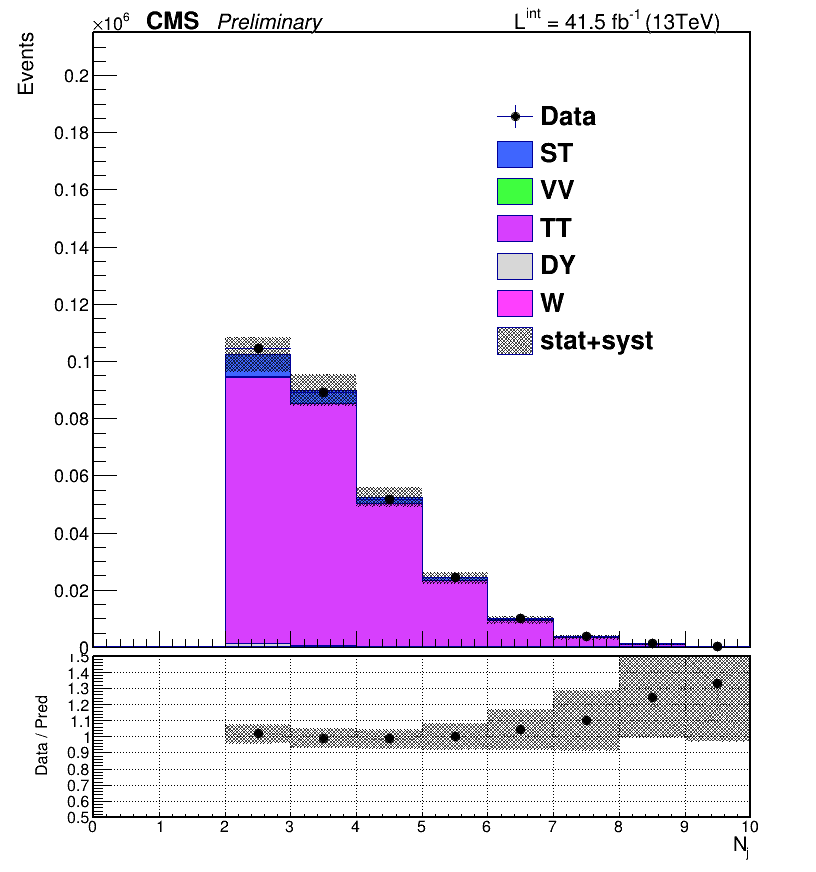 ×10⁶ CMS Preliminary L^int = 41.5 fb⁻¹ (13TeV)
Events
0.2
0.18
0.16
0.14
0.12
0.1
0.08
0.06
0.04
0.02
0
Data
ST
VV
TT
DY
W
stat+syst
Data / Pred
1.5
1.4
1.3
1.2
1.1
1
0.9
0.8
0.7
0.6
0.5
0 1 2 3 4 5 6 7 8 9 10
N_j